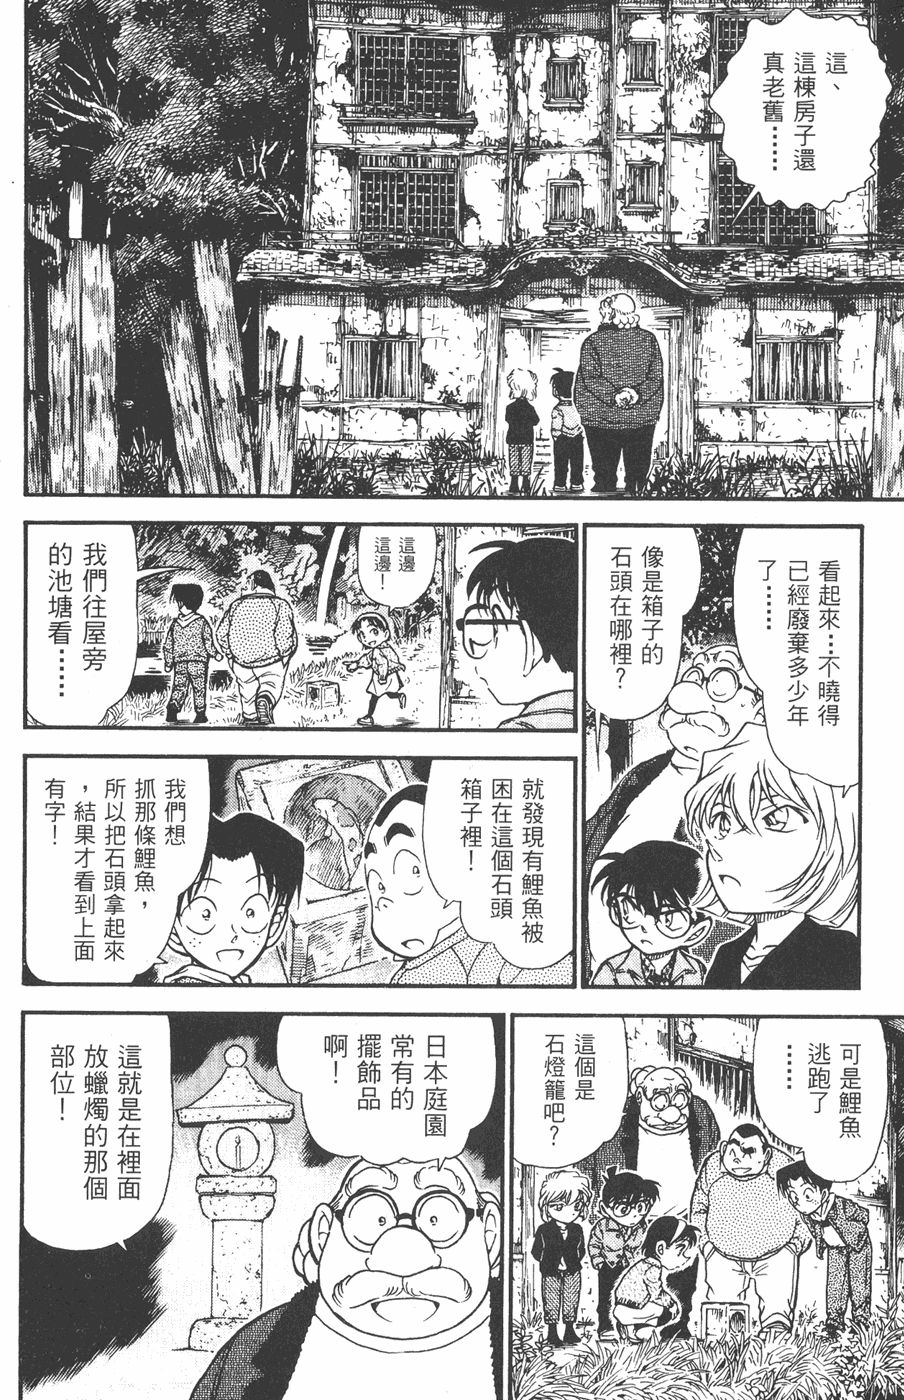 這、
這棟房子還
真老舊……
看起來…不曉得
已經廢棄多少年
了……
像是箱子的
石頭在哪裡？
這邊
這邊！
我們往屋旁
的池塘看……
就發現有鯉魚被
困在這個石頭
箱子裡！
我們想
抓那條鯉魚，
所以把石頭拿起來
，結果才看到上面
有字！
可是鯉魚
逃跑了
……
這個是
石燈籠吧？
日本庭園
常有的
擺飾品
啊！
這就是在裡面
放蠟燭的那個
部位！